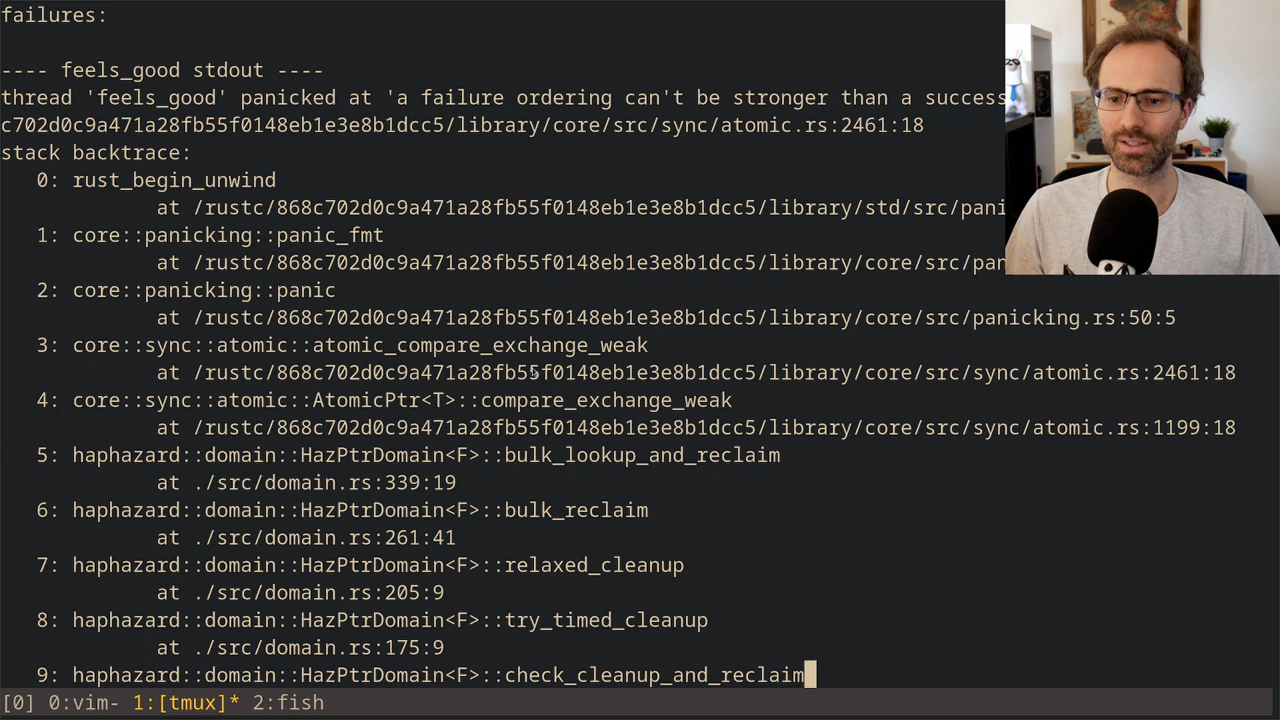 failures:
---- feels_good stdout ----
thread 'feels_good' panicked at 'a failure ordering can't be stronger than a success
c702d0c9a471a28fb55f0148eb1e3e8b1dcc5/library/core/src/sync/atomic.rs:2461:18
stack backtrace:
0: rust_begin_unwind
at /rustc/868c702d0c9a471a28fb55f0148eb1e3e8b1dcc5/library/std/src/pani
1: core::panicking::panic_fmt
at /rustc/868c702d0c9a471a28fb55f0148eb1e3e8b1dcc5/library/core/src/pan
2: core::panicking::panic
at /rustc/868c702d0c9a471a28fb55f0148eb1e3e8b1dcc5/library/core/src/panicking.rs:50:5
3: core::sync::atomic::atomic_compare_exchange_weak
at /rustc/868c702d0c9a471a28fb55f0148eb1e3e8b1dcc5/library/core/src/sync/atomic.rs:2461:18
4: core::sync::atomic::AtomicPtr<T>::compare_exchange_weak
at /rustc/868c702d0c9a471a28fb55f0148eb1e3e8b1dcc5/library/core/src/sync/atomic.rs:1199:18
5: haphazard::domain::HazPtrDomain<F>::bulk_lookup_and_reclaim
at ./src/domain.rs:339:19
6: haphazard::domain::HazPtrDomain<F>::bulk_reclaim
at ./src/domain.rs:261:41
7: haphazard::domain::HazPtrDomain<F>::relaxed_cleanup
at ./src/domain.rs:205:9
8: haphazard::domain::HazPtrDomain<F>::try_timed_cleanup
at ./src/domain.rs:175:9
9: haphazard::domain::HazPtrDomain<F>::check_cleanup_and_reclaim
[0] 0:vim- 1:[tmux]* 2:fish